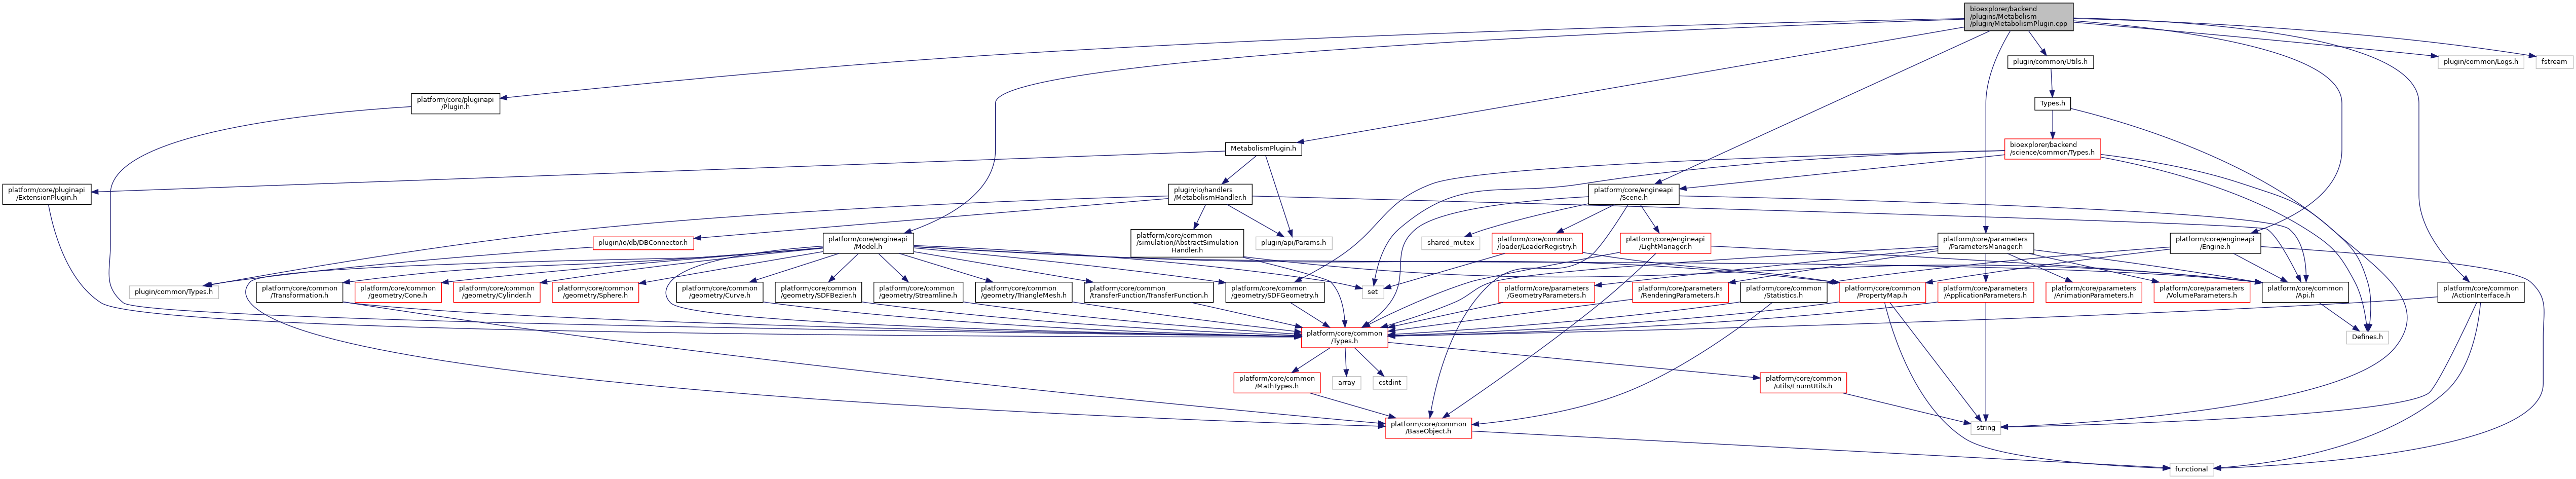 bioexplorer/backend
/plugins/Metabolism
/plugin/MetabolismPlugin.cpp
plugin/common/Utils.h
plugin/common/Logs.h
fstream
platform/core/pluginapi
/Plugin.h
Types.h
MetabolismPlugin.h
bioexplorer/backend
/science/common/Types.h
platform/core/pluginapi
/ExtensionPlugin.h
plugin/io/handlers
/MetabolismHandler.h
platform/core/engineapi
/Scene.h
plugin/io/db/DBConnector.h
platform/core/engineapi
/Model.h
platform/core/common
/simulation/AbstractSimulation
Handler.h
plugin/api/Params.h
shared_mutex
platform/core/common
/loader/LoaderRegistry.h
platform/core/engineapi
/LightManager.h
platform/core/parameters
/ParametersManager.h
platform/core/engineapi
/Engine.h
plugin/common/Types.h
platform/core/common
/Transformation.h
platform/core/common
/geometry/Cone.h
platform/core/common
/geometry/Cylinder.h
platform/core/common
/geometry/Sphere.h
platform/core/common
/geometry/Curve.h
platform/core/common
/geometry/SDFBezier.h
platform/core/common
/geometry/Streamline.h
platform/core/common
/geometry/TriangleMesh.h
platform/core/common
/transferFunction/TransferFunction.h
platform/core/common
/geometry/SDFGeometry.h
set
platform/core/parameters
/GeometryParameters.h
platform/core/parameters
/RenderingParameters.h
platform/core/common
/Statistics.h
platform/core/common
/PropertyMap.h
platform/core/parameters
/ApplicationParameters.h
platform/core/parameters
/AnimationParameters.h
platform/core/parameters
/VolumeParameters.h
platform/core/common
/Api.h
platform/core/common
/ActionInterface.h
platform/core/common
/Types.h
Defines.h
platform/core/common
/MathTypes.h
array
cstdint
platform/core/common
/utils/EnumUtils.h
platform/core/common
/BaseObject.h
string
functional